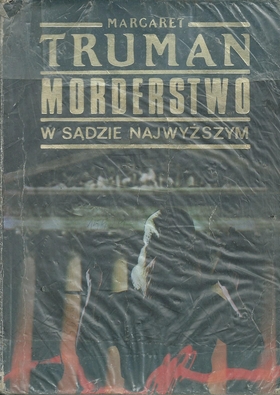 MARGARET
TRUMAN
MORDERSTWO
W SĄDZIE NAJWYŻSZYM